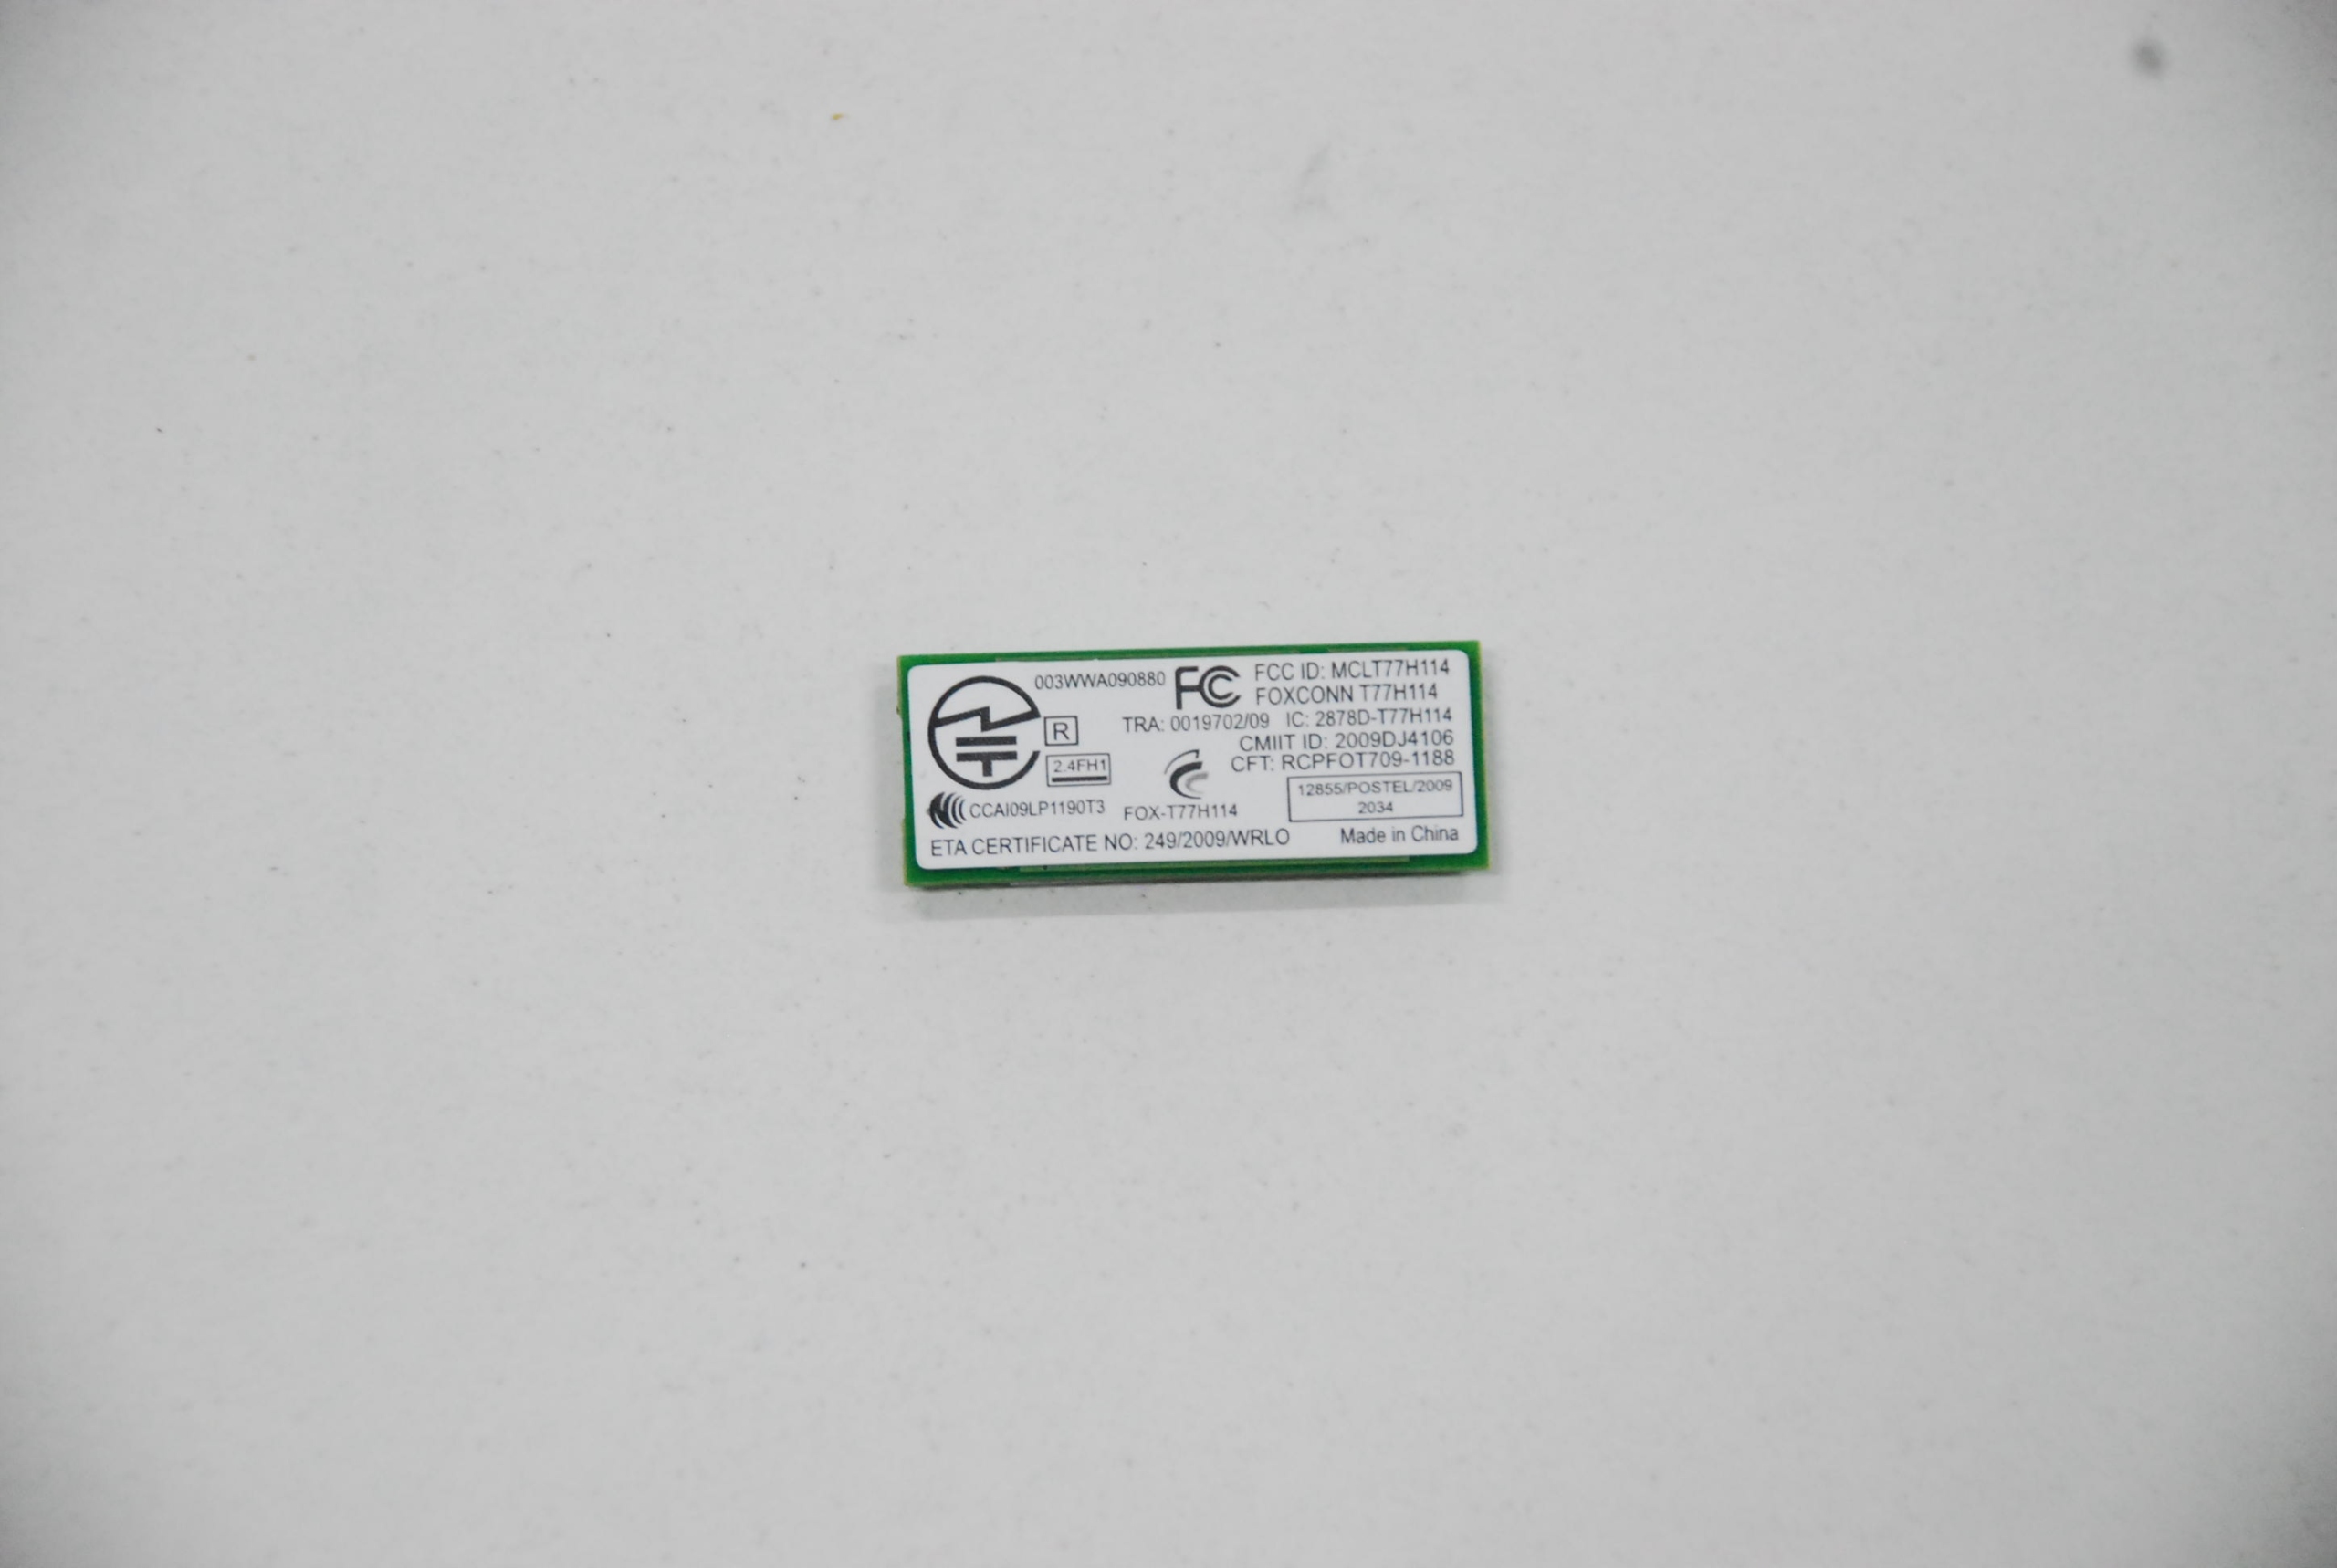 003WWA090880
FC
FCC ID: MCLT77H114
FOXCONN T77H114
R
TRA: 0019702/09 IC: 2878D-T77H114
CMIIT ID: 2009DJ4106
2.4FH1
CFT: RCPFOT709-1188
CCAI09LP1190T3
FOX-T77H114
12855/POSTEL/2009
2034
ETA CERTIFICATE NO: 249/2009/WRLO
Made in China